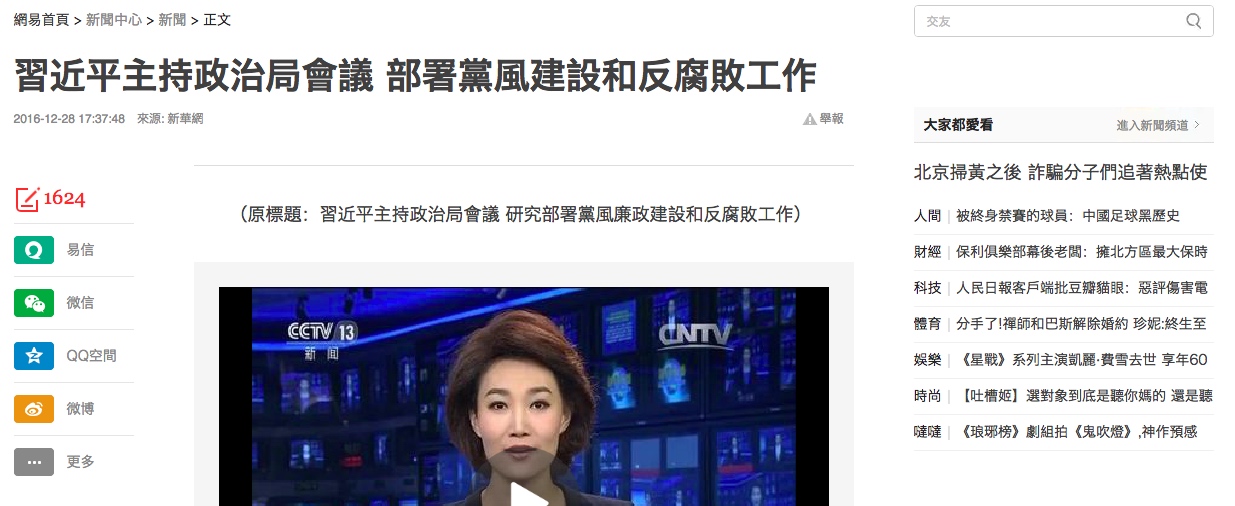 網易首頁 > 新聞中心 > 新聞 > 正文
交友
習近平主持政治局會議 部署黨風建設和反腐敗工作
2016-12-28 17:37:48 來源: 新華網
舉報
1624
易信
微信
QQ空間
微博
更多
（原標題：習近平主持政治局會議 研究部署黨風廉政建設和反腐敗工作）
CCTV 13
新闻
CNTV
大家都愛看
進入新聞頻道 >
北京掃黃之後 詐騙分子們追著熱點使
人間 | 被終身禁賽的球員：中國足球黑歷史
財經 | 保利俱樂部幕後老闆：擁北方區最大保時
科技 | 人民日報客戶端批豆瓣貓眼：惡評傷害電
體育 | 分手了!禪師和巴斯解除婚約 珍妮:終生至
娛樂 | 《星戰》系列主演凱麗·費雪去世 享年60
時尚 | 【吐槽姬】選對象到底是聽你媽的 還是聽
噠噠 | 《琅琊榜》劇組拍《鬼吹燈》,神作預感